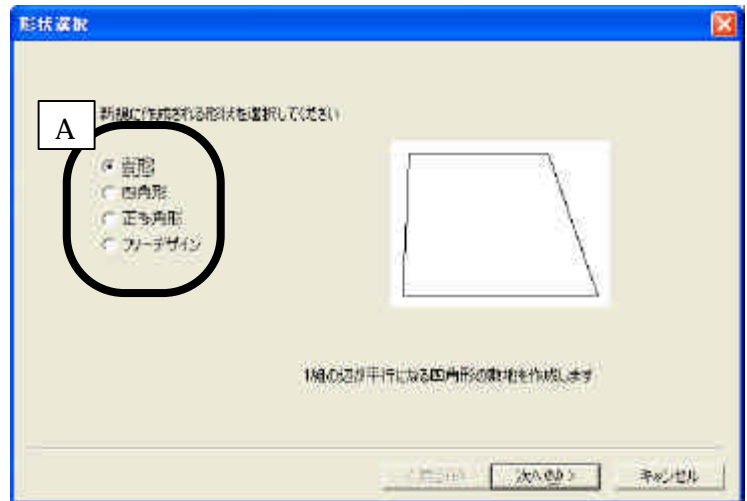 形状選択
新規に作成される形状を選択してください
A
台形
四角形
正多角形
フリーデザイン
1組の辺が平行になる四角形の敷地を作成します
次へ(N) >
キャンセル